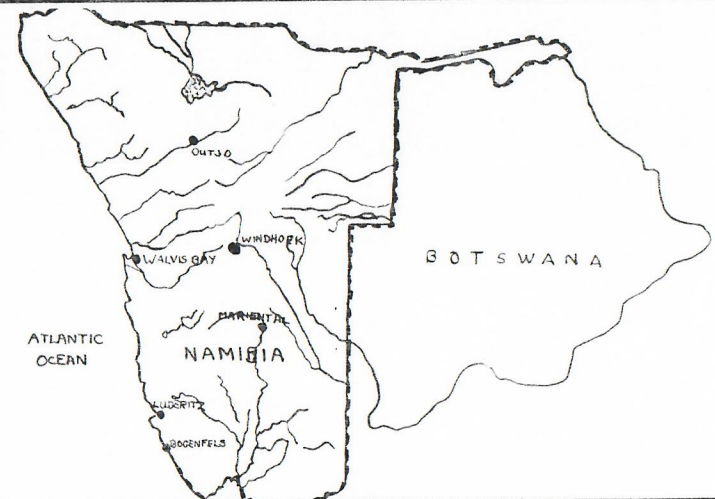 OUTJO
WINDHOEK
WALVIS BAY
BOTSWANA
MARIENTAL
ATLANTIC
OCEAN
NAMIBIA
LUDERITZ
BOGENFELS